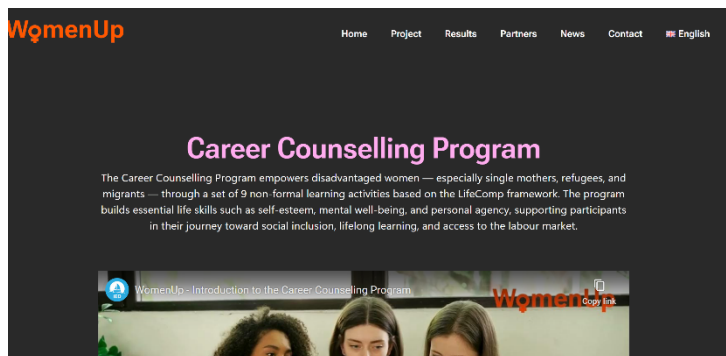 WomenUp
Home Project Results Partners News Contact English
Career Counselling Program
The Career Counselling Program empowers disadvantaged women — especially single mothers, refugees, and
migrants — through a set of 9 non-formal learning activities based on the LifeComp framework. The program
builds essential life skills such as self-esteem, mental well-being, and personal agency, supporting participants
in their journey toward social inclusion, lifelong learning, and access to the labour market.
WomenUp - Introduction to the Career Counseling Program
WomenUp
Copy link